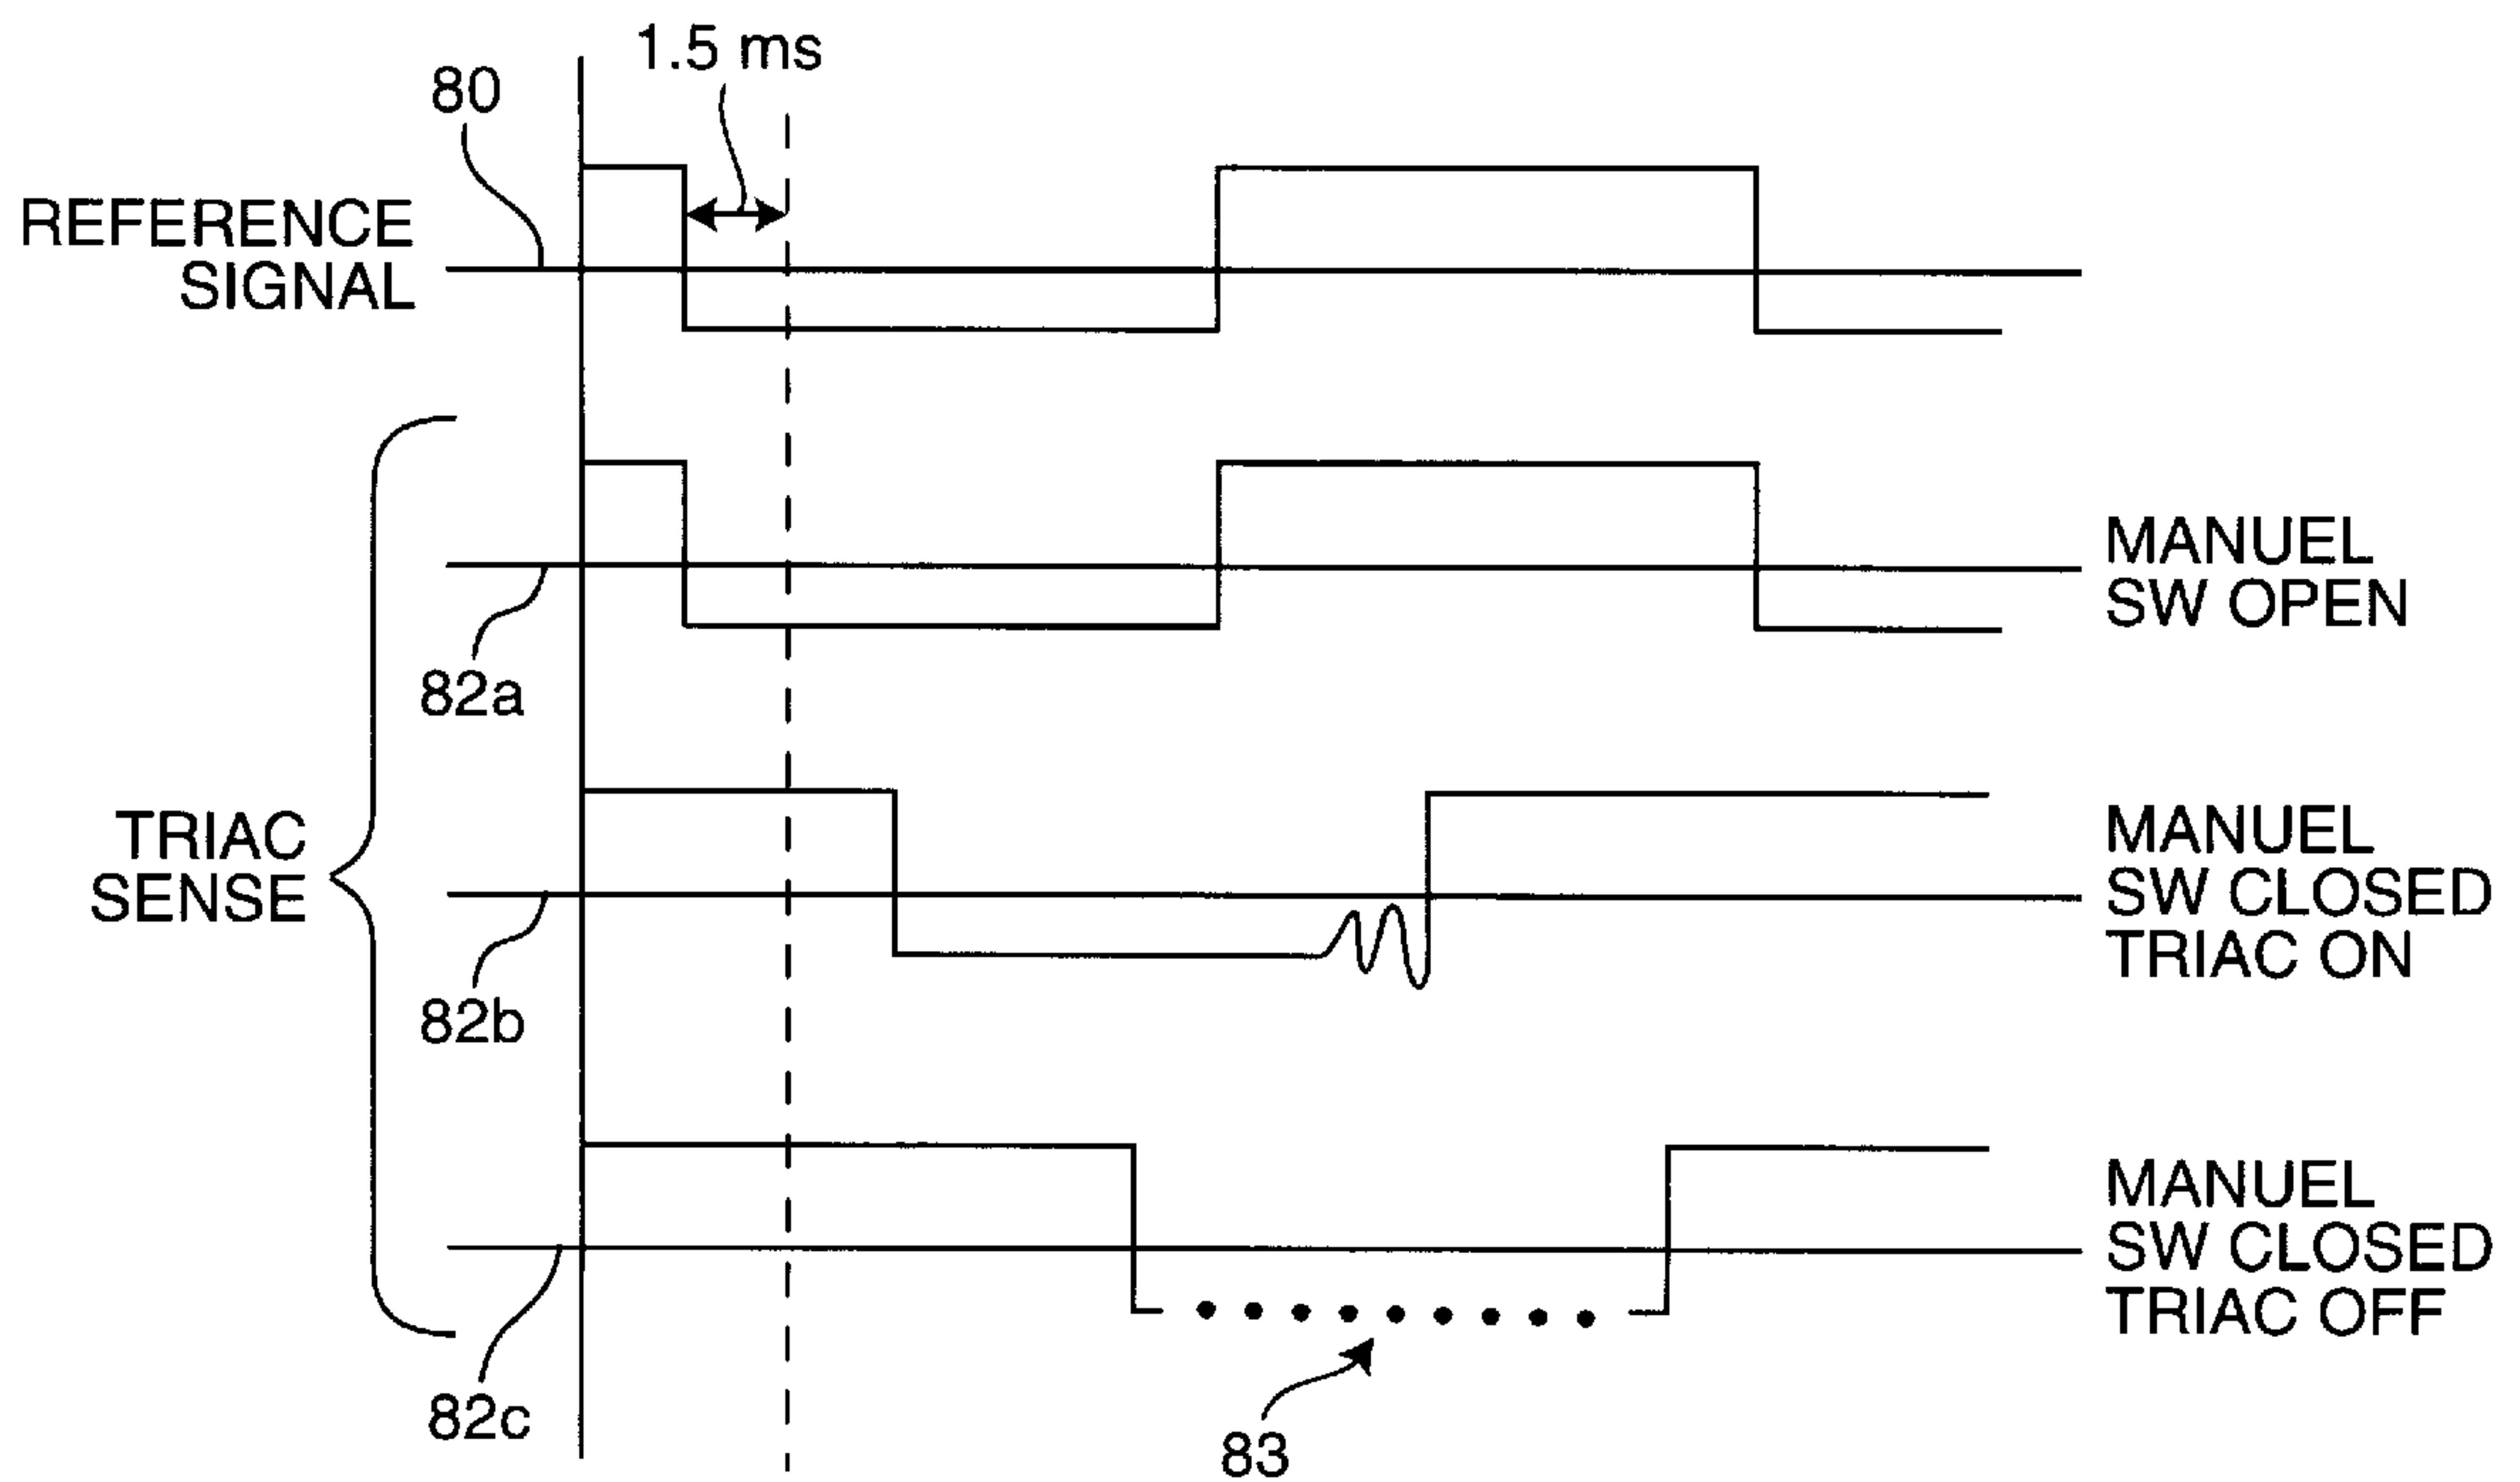 1.5 ms
80
REFERENCE
SIGNAL
MANUEL
SW OPEN
82a
TRIAC
SENSE
MANUEL
SW CLOSED
TRIAC ON
82b
MANUEL
SW CLOSED
TRIAC OFF
82c
83